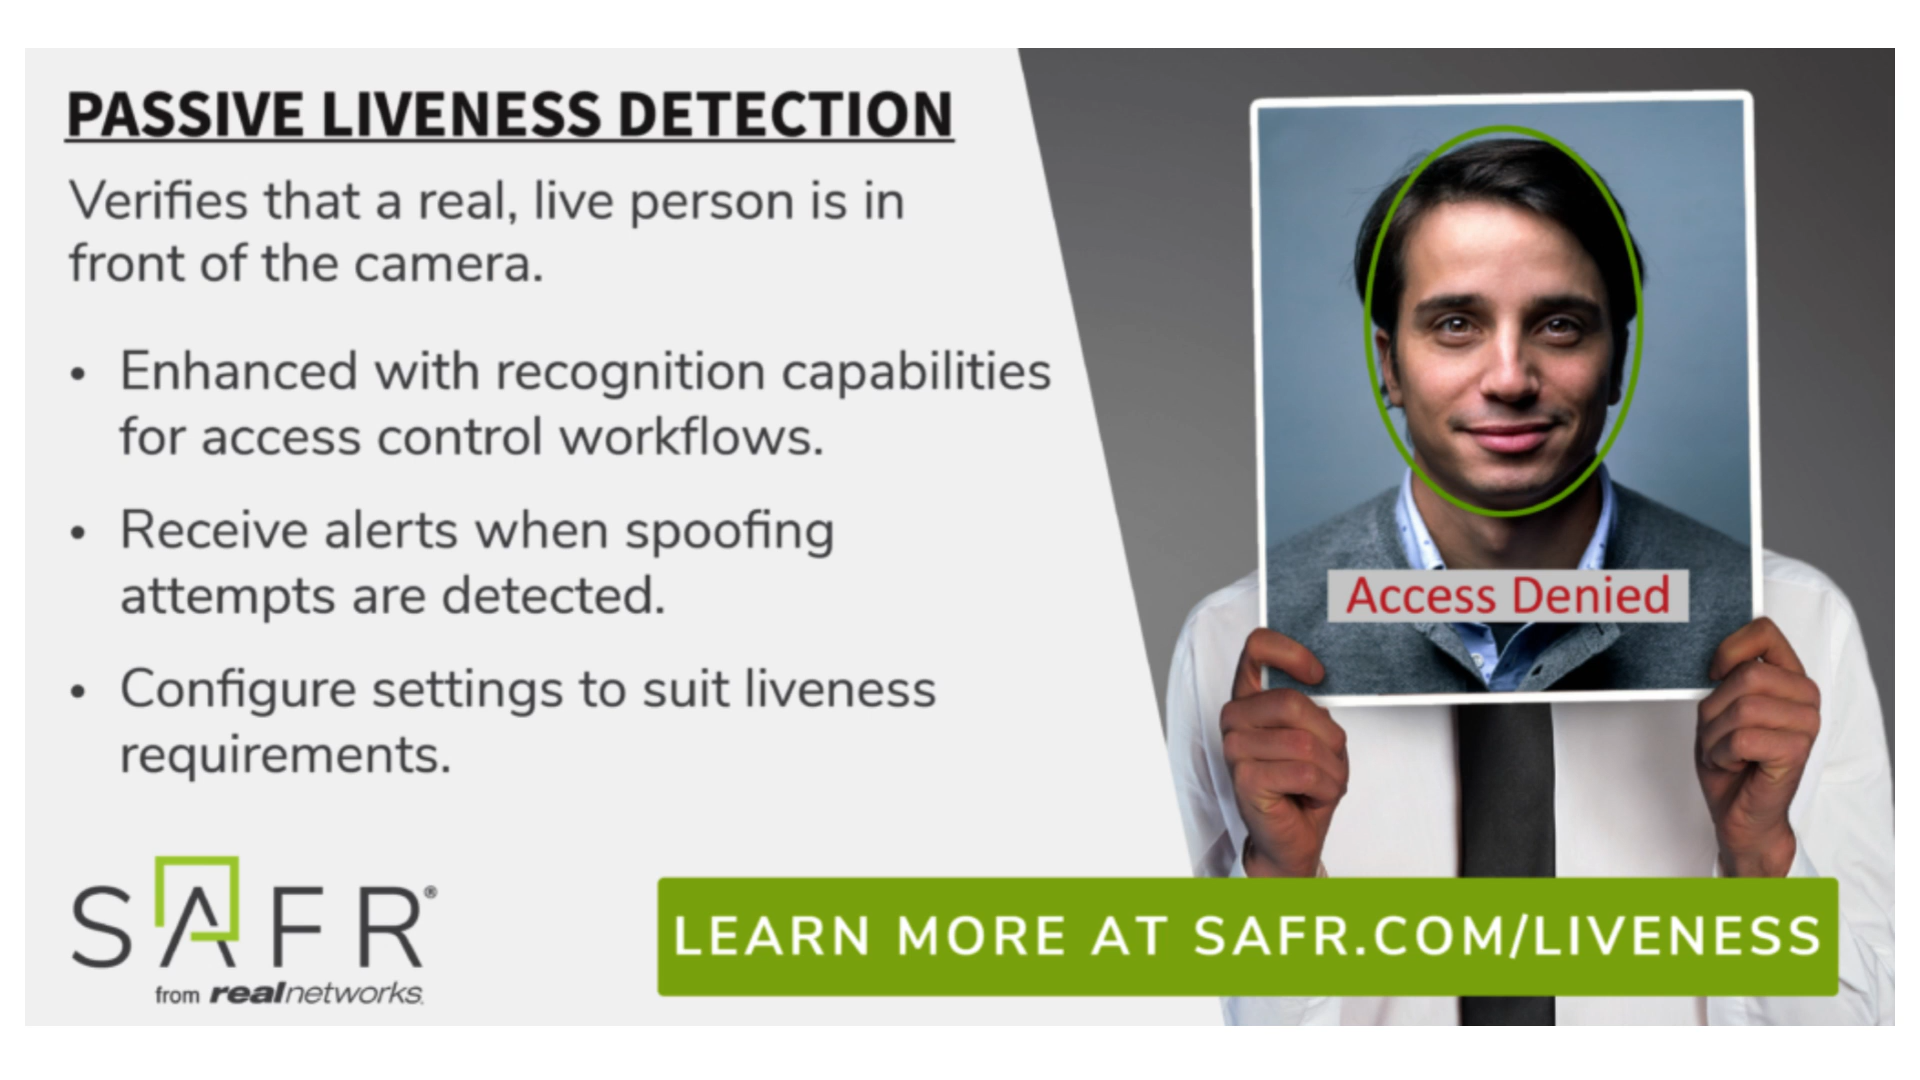 PASSIVE LIVENESS DETECTION
Verifies that a real, live person is in
front of the camera.
• Enhanced with recognition capabilities
for access control workflows.
• Receive alerts when spoofing
attempts are detected.
• Configure settings to suit liveness
requirements.
Access Denied
SAFR®
from realnetworks.
LEARN MORE AT SAFR.COM/LIVENESS